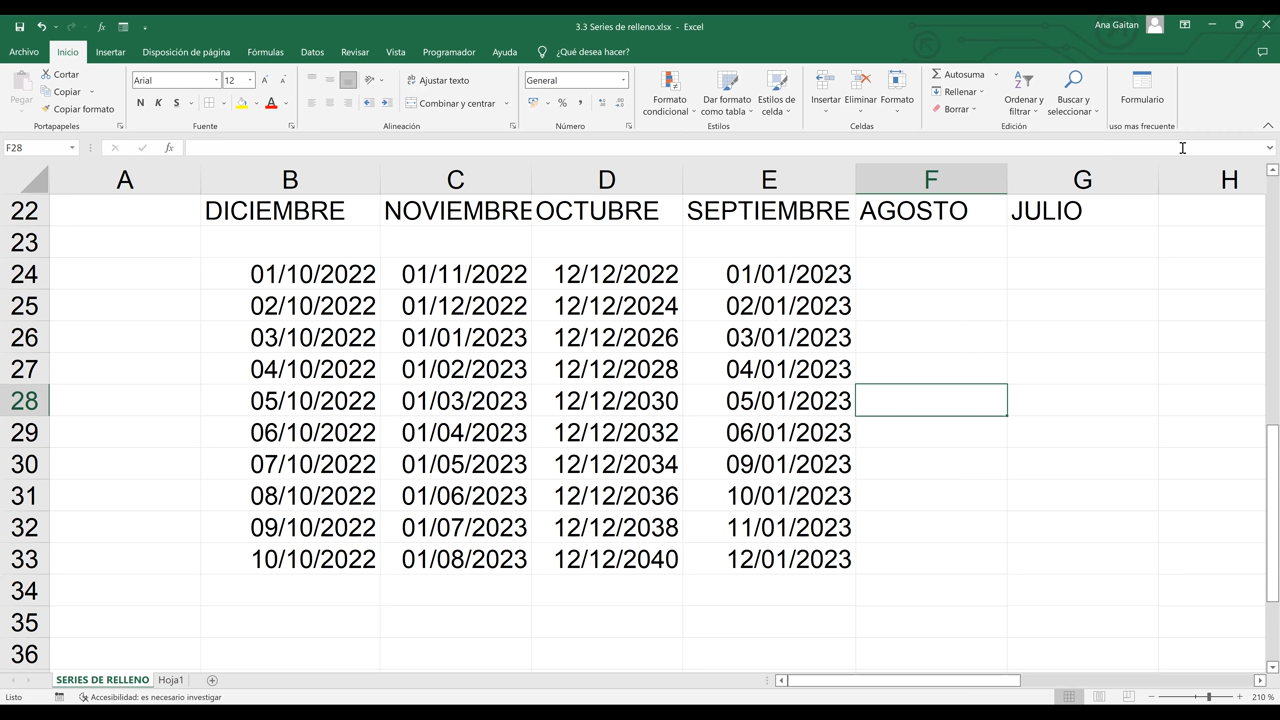 3.3 Series de relleno.xlsx - Excel
Ana Gaitan
Archivo Inicio Insertar Disposición de página Fórmulas Datos Revisar Vista Programador Ayuda ¿Qué desea hacer?
Pegar
Cortar
Copiar
Copiar formato
Portapapeles
Arial 12
N K S
Fuente
Ajustar texto
Combinar y centrar
Alineación
General
Número
Formato condicional
Dar formato como tabla
Estilos de celda
Estilos
Insertar Eliminar Formato
Celdas
Autosuma
Rellenar
Borrar
Ordenar y filtrar
Buscar y seleccionar
Edición
Formulario
uso mas frecuente
F28 fx
A B C D E F G H
22 DICIEMBRE NOVIEMBRE OCTUBRE SEPTIEMBRE AGOSTO JULIO
23
24 01/10/2022 01/11/2022 12/12/2022 01/01/2023
25 02/10/2022 01/12/2022 12/12/2024 02/01/2023
26 03/10/2022 01/01/2023 12/12/2026 03/01/2023
27 04/10/2022 01/02/2023 12/12/2028 04/01/2023
28 05/10/2022 01/03/2023 12/12/2030 05/01/2023
29 06/10/2022 01/04/2023 12/12/2032 06/01/2023
30 07/10/2022 01/05/2023 12/12/2034 09/01/2023
31 08/10/2022 01/06/2023 12/12/2036 10/01/2023
32 09/10/2022 01/07/2023 12/12/2038 11/01/2023
33 10/10/2022 01/08/2023 12/12/2040 12/01/2023
34
35
36
SERIES DE RELLENO Hoja1
Listo Accesibilidad: es necesario investigar 210 %